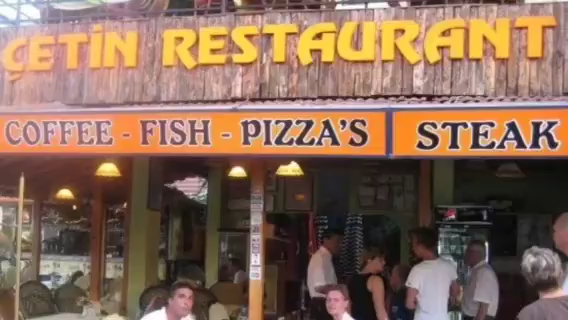 ÇETİN RESTAURANT
COFFEE - FISH - PIZZA'S STEAK